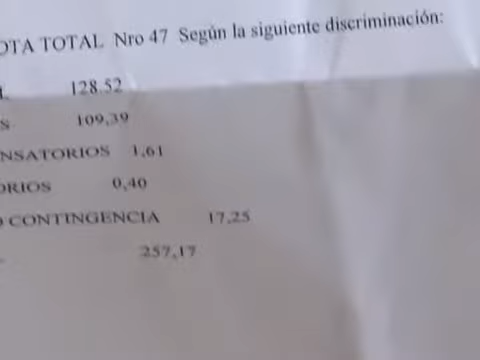 OTA TOTAL Nro 47 Según la siguiente discriminación:
L 128.52
S 109,39
NSATORIOS 1,61
ORIOS 0,40
O CONTINGENCIA 17,25
257,17